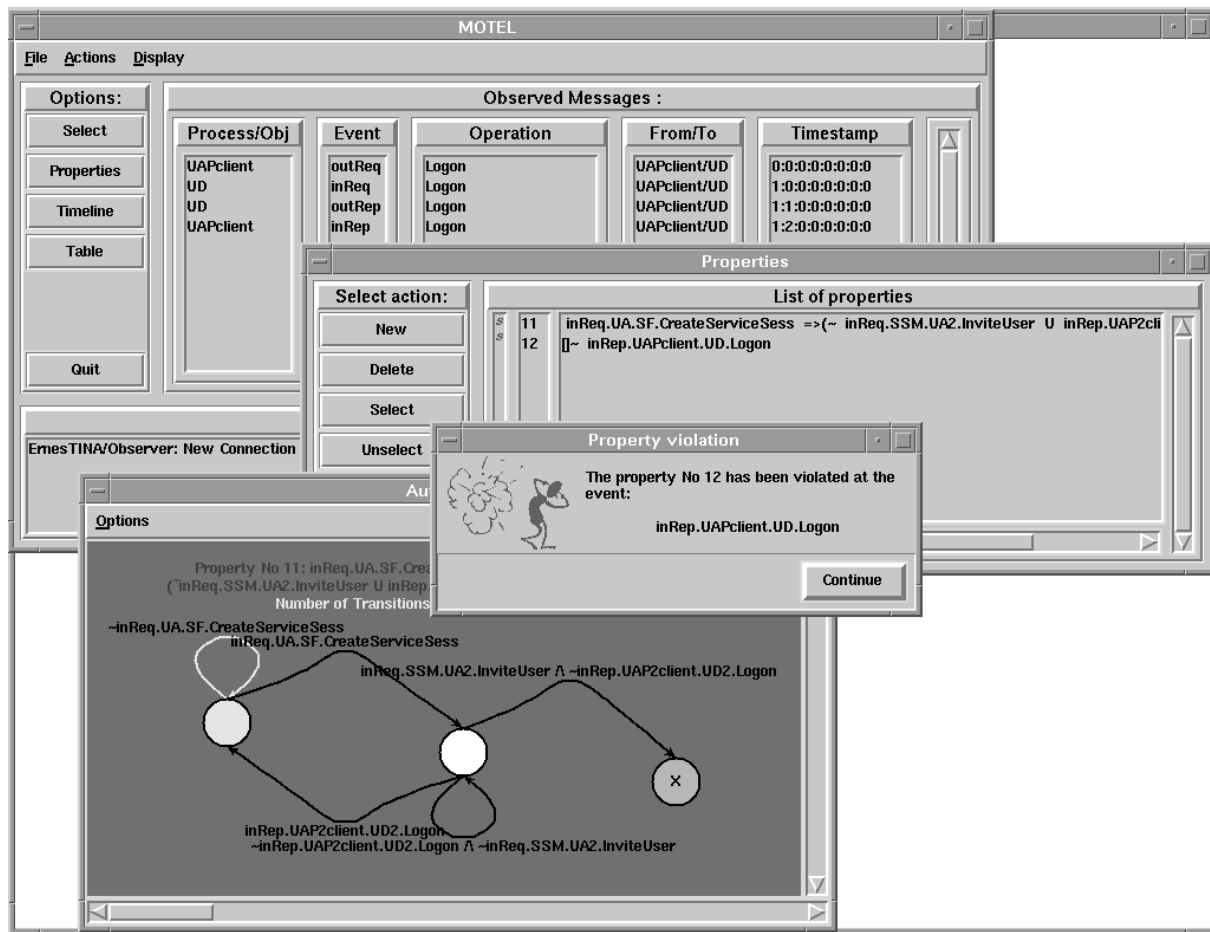 MOTEL
File Actions Display
Options:
Observed Messages :
Select
Properties
Timeline
Table
Quit
Process/Obj Event Operation From/To Timestamp
UAPclient outReq Logon UAPclient/UD 0:0:0:0:0:0:0:0
UD inReq Logon UAPclient/UD 1:0:0:0:0:0:0:0
UD outRep Logon UAPclient/UD 1:1:0:0:0:0:0:0
UAPclient inRep Logon UAPclient/UD 1:2:0:0:0:0:0:0
ErnesTINA/Observer: New Connection
Properties
Select action:
List of properties
New
Delete
Select
Unselect
s 11 inReq.UA.SF.CreateServiceSess =>(~ inReq.SSM.UA2.InviteUser U inRep.UAP2cli
s 12 []~ inRep.UAPclient.UD.Logon
Property violation
The property No 12 has been violated at the
event:
inRep.UAPclient.UD.Logon
Continue
Au
Options
Property No 11: inReq.UA.SF.Crea
(~inReq.SSM.UA2.InviteUser U inRep.
Number of Transitions
~inReq.UA.SF.CreateServiceSess
inReq.UA.SF.CreateServiceSess
inReq.SSM.UA2.InviteUser /\ ~inRep.UAP2client.UD2.Logon
X
inRep.UAP2client.UD2.Logon
~inRep.UAP2client.UD2.Logon /\ ~inReq.SSM.UA2.InviteUser